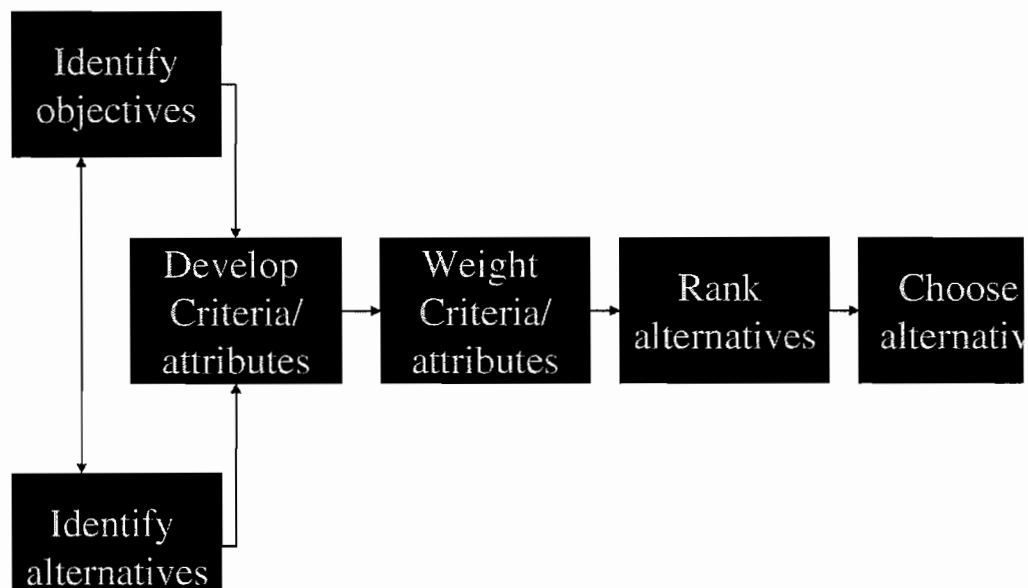 Identify
objectives
Develop
Criteria/
attributes
Weight
Criteria/
attributes
Rank
alternatives
Choose
Identify
alternatives